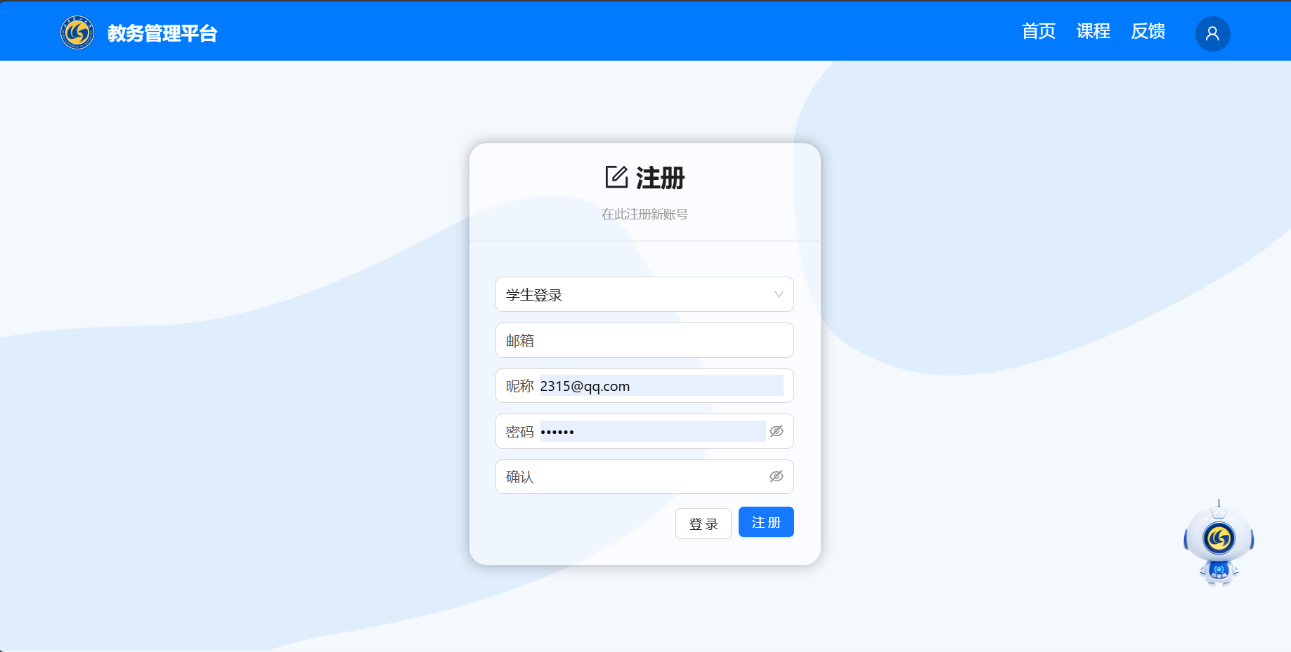 教务管理平台
首页 课程 反馈
注册
在此注册新账号
学生登录
邮箱
昵称 2315@qq.com
密码 ••••••
确认
登 录 注 册